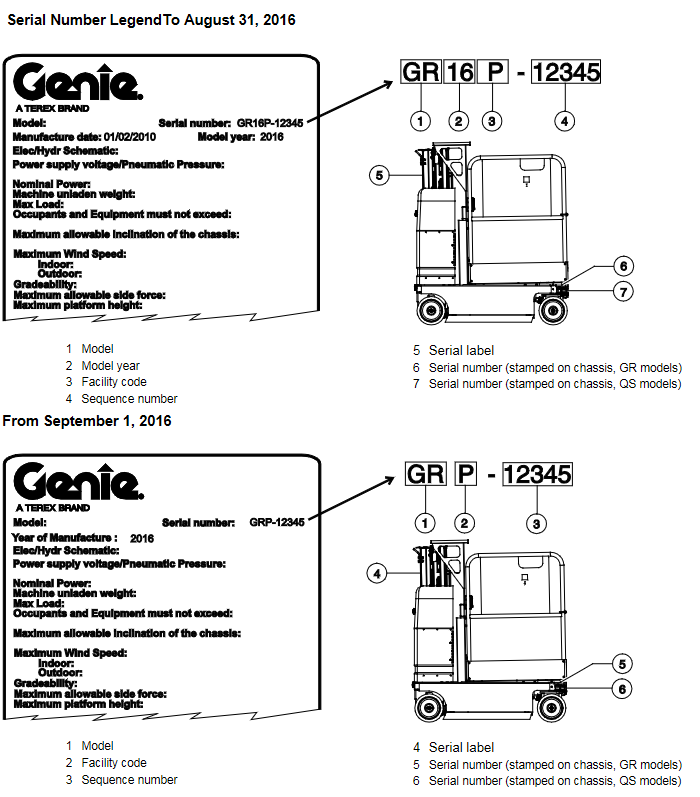 Serial Number LegendTo August 31, 2016
Genie.
A TEREX BRAND
Model: Serial number: GR16P-12345
Manufacture date: 01/02/2010 Model year: 2016
Elec/Hydr Schematic:
Power supply voltage/Pneumatic Pressure:
Nominal Power:
Machine unladen weight:
Max Load:
Occupants and Equipment must not exceed:
Maximum allowable inclination of the chassis:
Maximum Wind Speed:
Indoor:
Outdoor:
Gradeability:
Maximum allowable side force:
Maximum platform height:
GR 16 P - 12345
1 2 3 4
5
6
7
1 Model
2 Model year
3 Facility code
4 Sequence number
5 Serial label
6 Serial number (stamped on chassis, GR models)
7 Serial number (stamped on chassis, QS models)
From September 1, 2016
Genie.
A TEREX BRAND
Model: Serial number: GRP-12345
Year of Manufacture : 2016
Elec/Hydr Schematic:
Power supply voltage/Pneumatic Pressure:
Nominal Power:
Machine unladen weight:
Max Load:
Occupants and Equipment must not exceed:
Maximum allowable inclination of the chassis:
Maximum Wind Speed:
Indoor:
Outdoor:
Gradeability:
Maximum allowable side force:
Maximum platform height:
GR P - 12345
1 2 3
4
5
6
1 Model
2 Facility code
3 Sequence number
4 Serial label
5 Serial number (stamped on chassis, GR models)
6 Serial number (stamped on chassis, QS models)